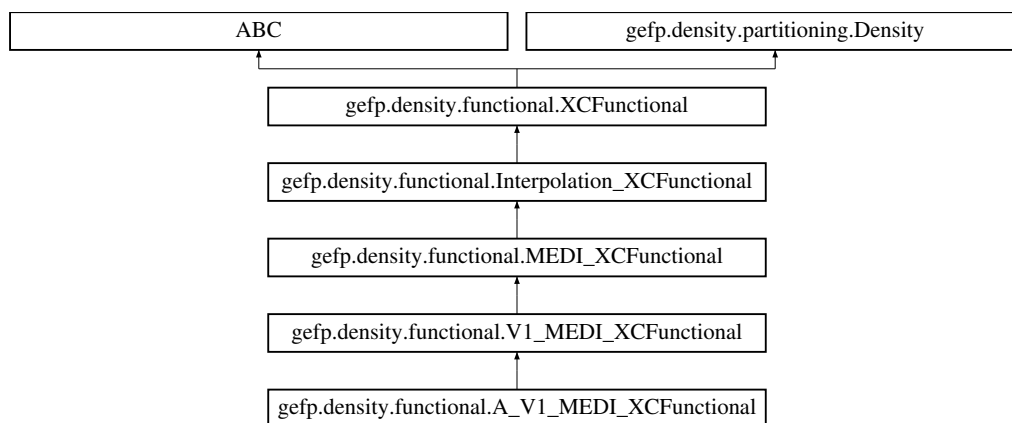 ABC
gefp.density.partitioning.Density
gefp.density.functional.XCFunctional
gefp.density.functional.Interpolation_XCFunctional
gefp.density.functional.MEDI_XCFunctional
gefp.density.functional.V1_MEDI_XCFunctional
gefp.density.functional.A_V1_MEDI_XCFunctional